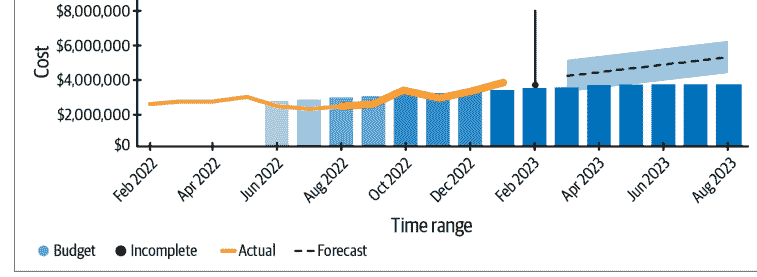 $8,000,000
$6,000,000
$4,000,000
$2,000,000
$0
Cost
Feb 2022
Apr 2022
Jun 2022
Aug 2022
Oct 2022
Dec 2022
Feb 2023
Apr 2023
Jun 2023
Aug 2023
Time range
Budget Incomplete Actual Forecast